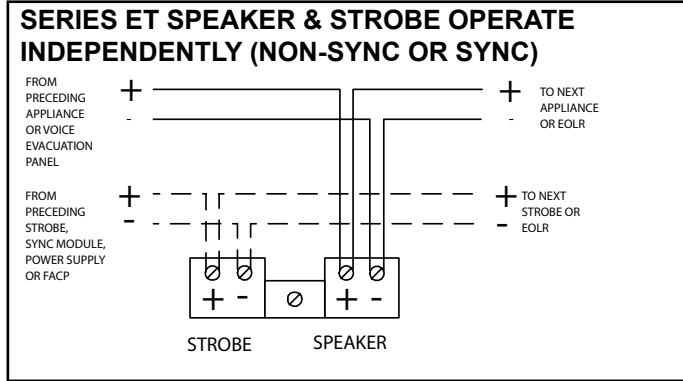 SERIES ET SPEAKER & STROBE OPERATE
INDEPENDENTLY (NON-SYNC OR SYNC)
FROM
PRECEDING
APPLIANCE
OR VOICE
EVACUATION
PANEL
+
-
+
-
TO NEXT
APPLIANCE
OR EOLR
FROM
PRECEDING
STROBE,
SYNC MODULE,
POWER SUPPLY
OR FACP
+
-
+
-
TO NEXT
STROBE OR
EOLR
+ -
+ -
STROBE
SPEAKER